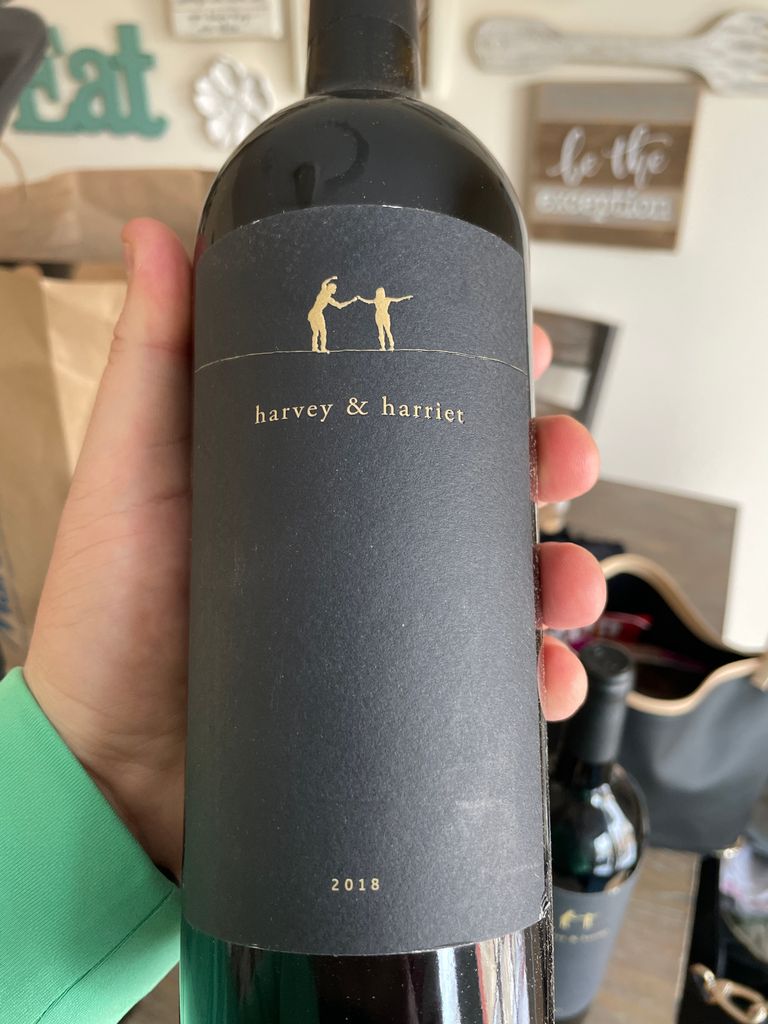 Eat
be the
exception
harvey & harriet
2018